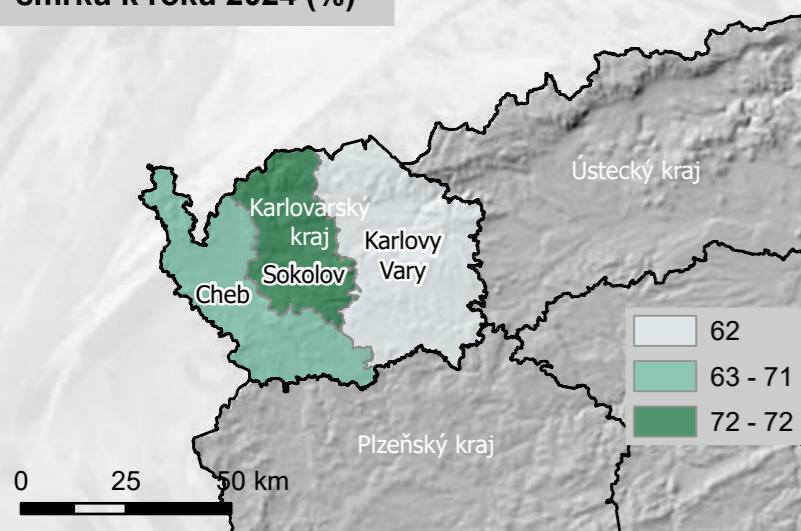 smrku k roku 2024 (%)
Ústecký kraj
Karlovarský
kraj
Karlovy
Vary
Sokolov
Cheb
62
63 - 71
72 - 72
Plzeňský kraj
0 25 50 km